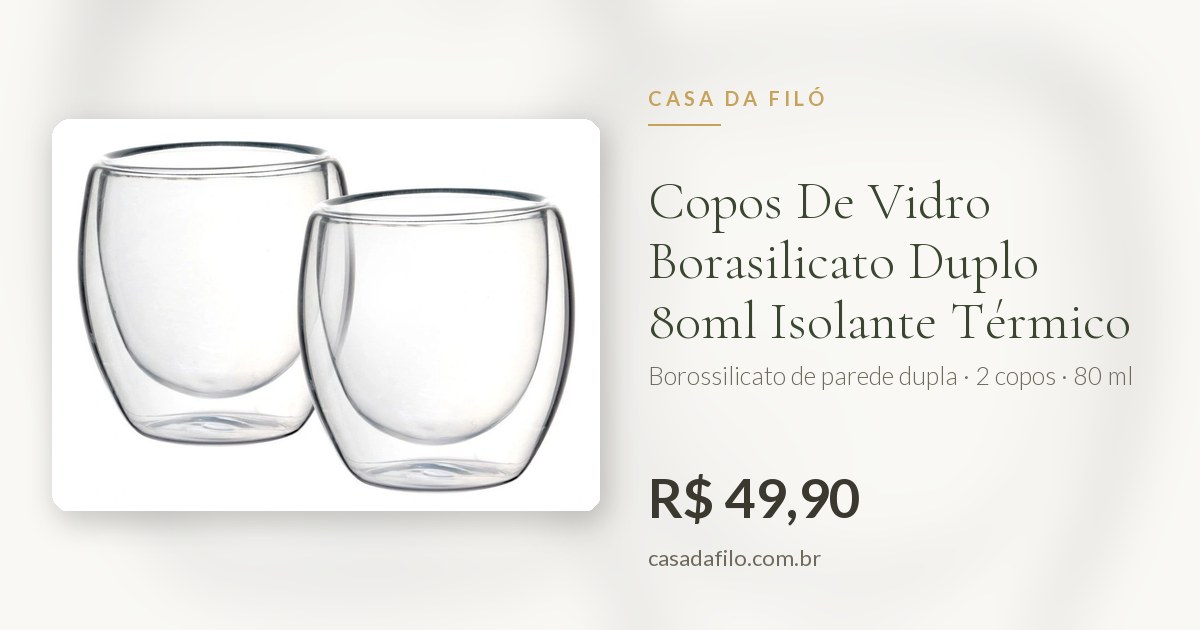 CASA DA FILÓ
Copos De Vidro
Borasilicato Duplo
80ml Isolante Térmico
Borossilicato de parede dupla · 2 copos · 80 ml
R$ 49,90
casadafilo.com.br